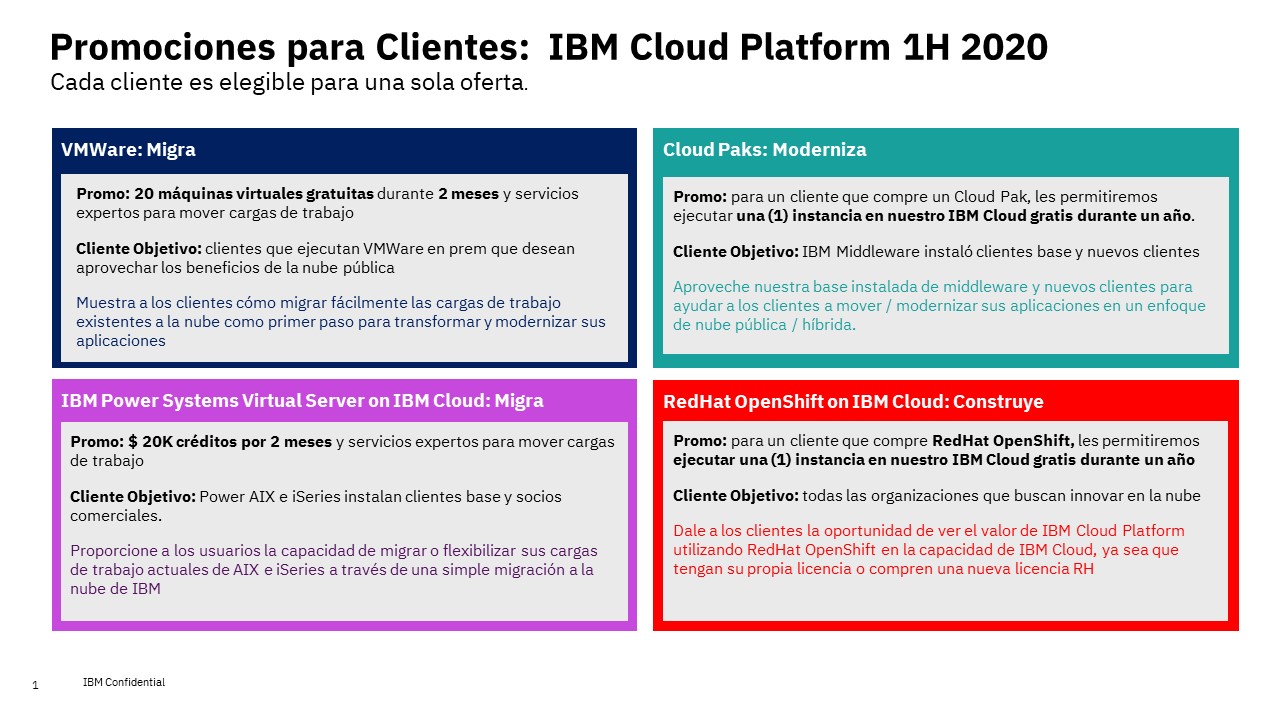 Promociones para Clientes:  IBM Cloud Platform 1H 2020
Cada cliente es elegible para una sola oferta.
VMWare: Migra
Promo: 20 máquinas virtuales gratuitas durante 2 meses y servicios
expertos para mover cargas de trabajo
Cliente Objetivo: clientes que ejecutan VMWare en prem que desean
aprovechar los beneficios de la nube pública
Muestra a los clientes cómo migrar fácilmente las cargas de trabajo
existentes a la nube como primer paso para transformar y modernizar sus
aplicaciones
Cloud Paks: Moderniza
Promo: para un cliente que compre un Cloud Pak, les permitiremos
ejecutar una (1) instancia en nuestro IBM Cloud gratis durante un año.
Cliente Objetivo: IBM Middleware instaló clientes base y nuevos clientes
Aproveche nuestra base instalada de middleware y nuevos clientes para
ayudar a los clientes a mover / modernizar sus aplicaciones en un enfoque
de nube pública / híbrida.
IBM Power Systems Virtual Server on IBM Cloud: Migra
Promo: $ 20K créditos por 2 meses y servicios expertos para mover cargas
de trabajo
Cliente Objetivo: Power AIX e iSeries instalan clientes base y socios
comerciales.
Proporcione a los usuarios la capacidad de migrar o flexibilizar sus cargas
de trabajo actuales de AIX e iSeries a través de una simple migración a la
nube de IBM
RedHat OpenShift on IBM Cloud: Construye
Promo: para un cliente que compre RedHat OpenShift, les permitiremos
ejecutar una (1) instancia en nuestro IBM Cloud gratis durante un año
Cliente Objetivo: todas las organizaciones que buscan innovar en la nube
Dale a los clientes la oportunidad de ver el valor de IBM Cloud Platform
utilizando RedHat OpenShift en la capacidad de IBM Cloud, ya sea que
tengan su propia licencia o compren una nueva licencia RH
1
IBM Confidential